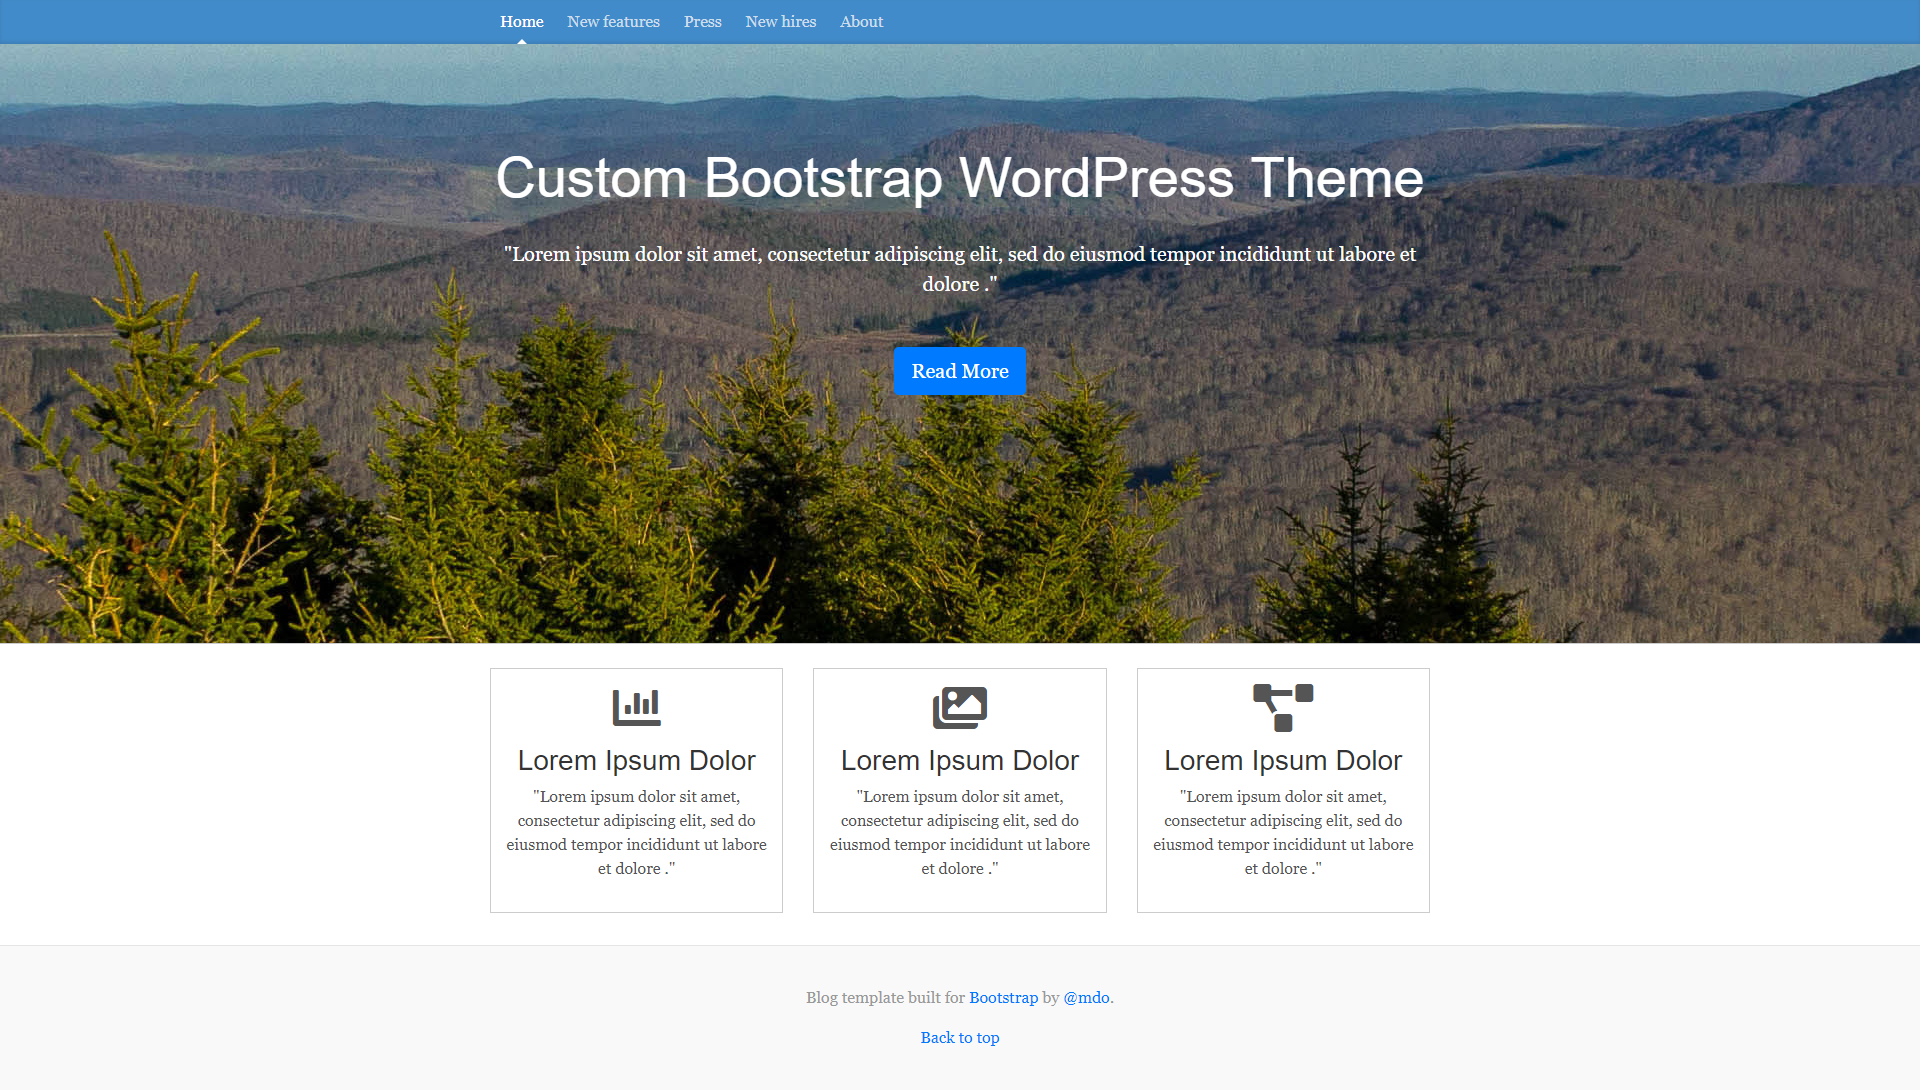 Home New features Press New hires About
Custom Bootstrap WordPress Theme
"Lorem ipsum dolor sit amet, consectetur adipiscing elit, sed do eiusmod tempor incididunt ut labore et
dolore ."
Read More
Lorem Ipsum Dolor
"Lorem ipsum dolor sit amet,
consectetur adipiscing elit, sed do
eiusmod tempor incididunt ut labore
et dolore ."
Lorem Ipsum Dolor
"Lorem ipsum dolor sit amet,
consectetur adipiscing elit, sed do
eiusmod tempor incididunt ut labore
et dolore ."
Lorem Ipsum Dolor
"Lorem ipsum dolor sit amet,
consectetur adipiscing elit, sed do
eiusmod tempor incididunt ut labore
et dolore ."
Blog template built for Bootstrap by @mdo.
Back to top